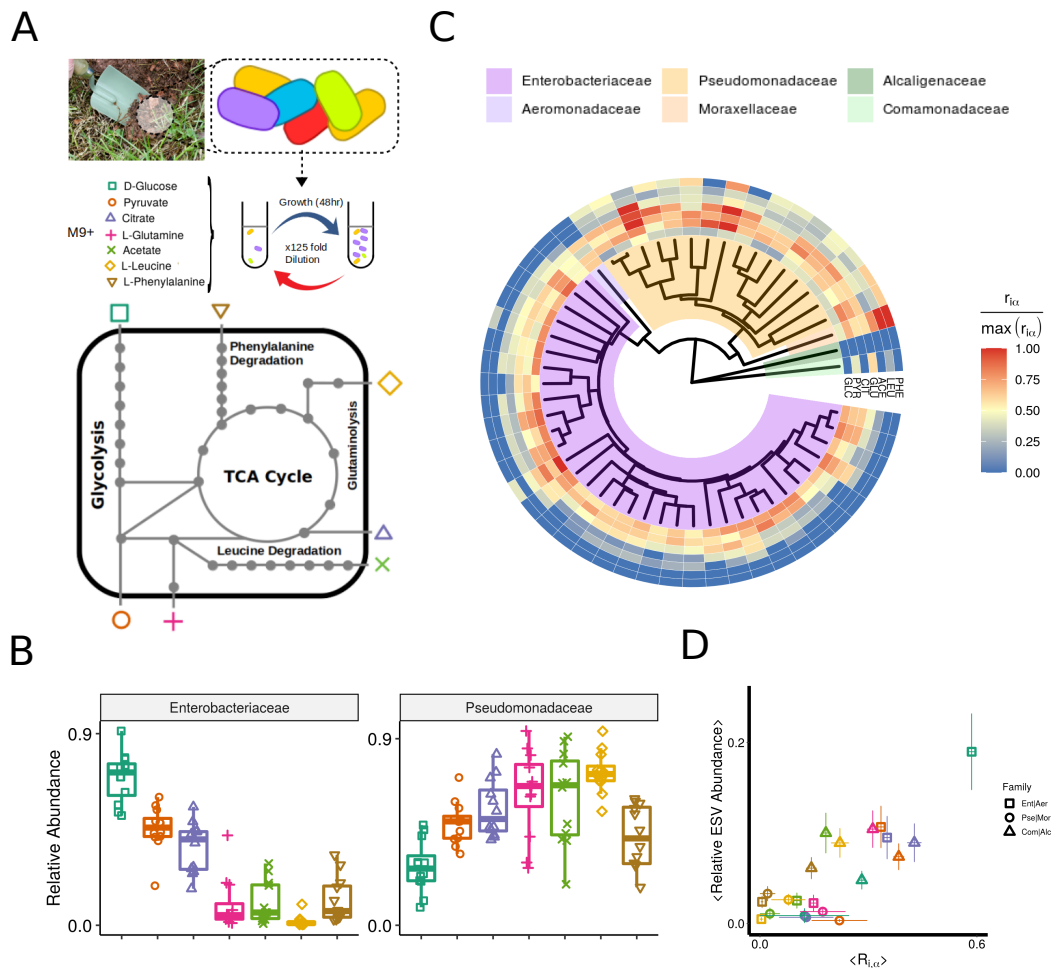 A
M9+
D-Glucose
Pyruvate
Citrate
L-Glutamine
Acetate
L-Leucine
L-Phenylalanine
Growth (48hr)
x125 fold
Dilution
Phenylalanine
Degradation
Glycolysis
TCA Cycle
Glutaminolysis
Leucine Degradation
C
Enterobacteriaceae
Pseudomonadaceae
Alcaligenaceae
Aeromonadaceae
Moraxellaceae
Comamonadaceae
GLC
PYR
CIT
GLU
ACE
LEU
PHE
riα
max (riα)
1.00
0.75
0.50
0.25
0.00
B
Enterobacteriaceae
Pseudomonadaceae
Relative Abundance
0.9
0.0
0.9
0.0
D
<Relative ESV Abundance>
0.2
0.0
0.0
0.6
<Ri,α>
Family
Ent|Aer
Pse|Mor
Com|Alc